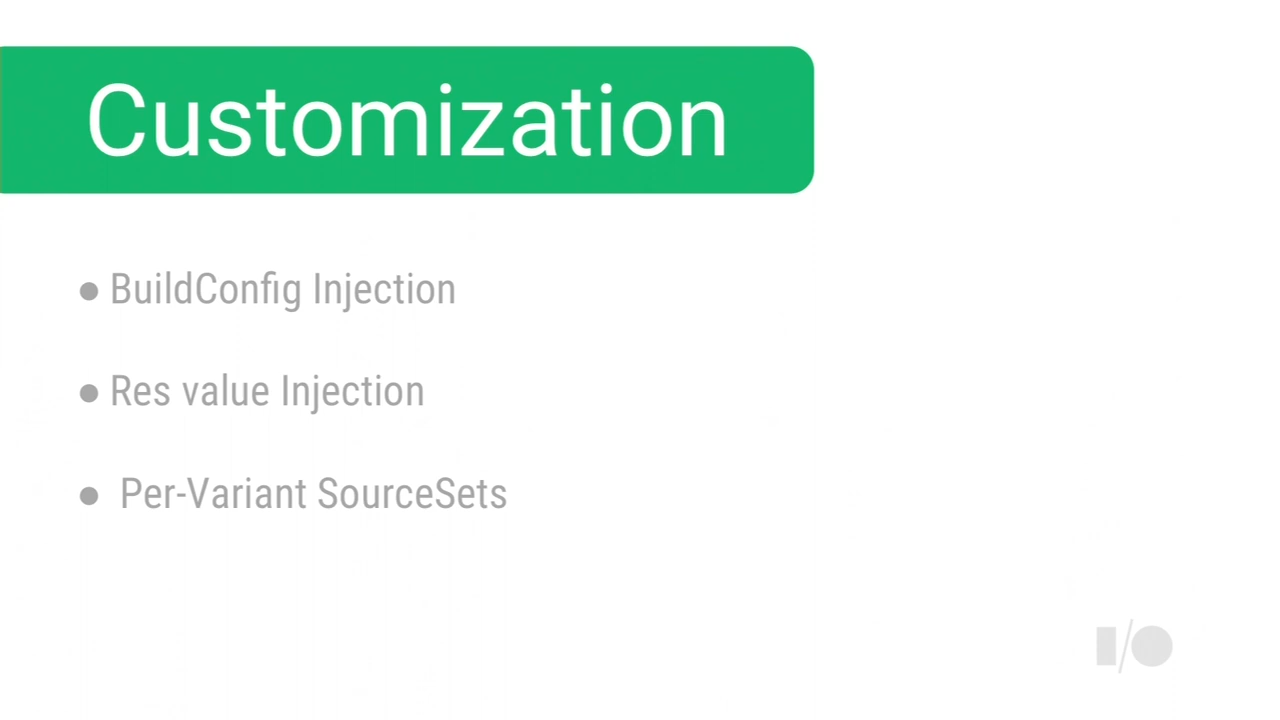 Customization
● BuildConfig Injection
● Res value Injection
● Per-Variant SourceSets
I/O